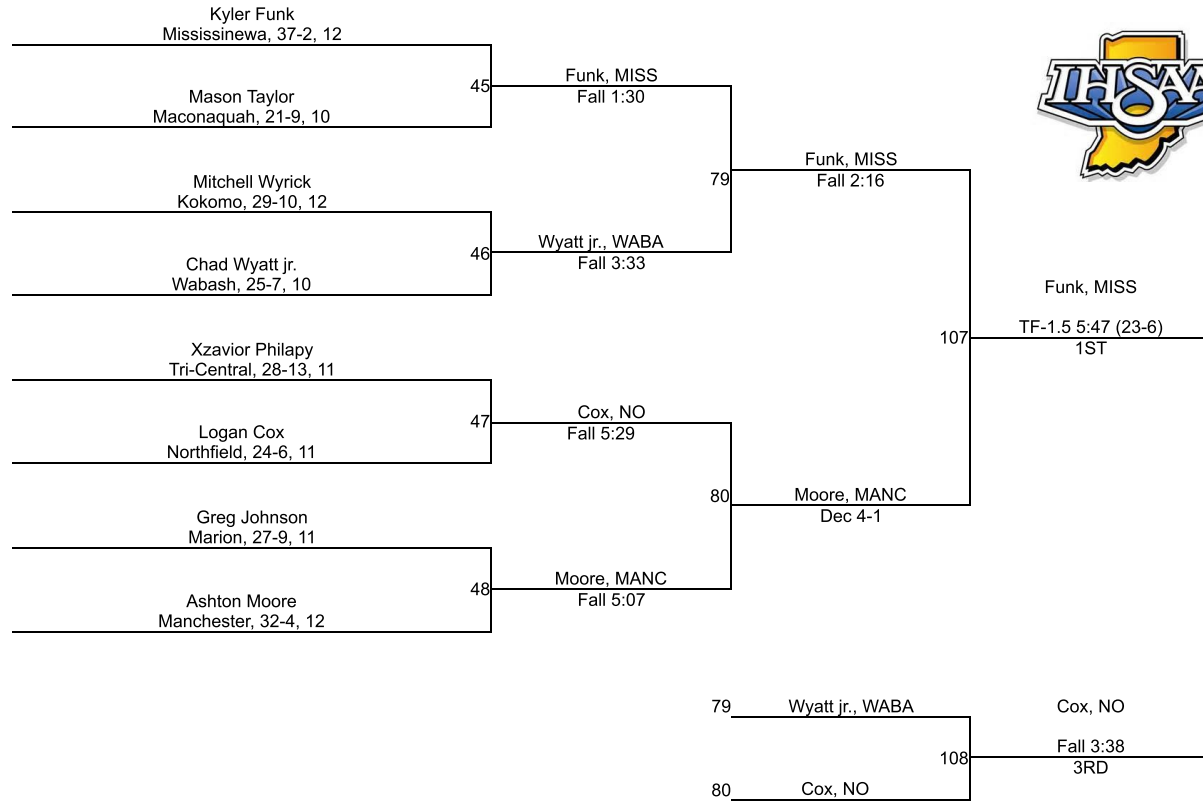 Kyler Funk
Mississinewa, 37-2, 12
45
Mason Taylor
Maconaquah, 21-9, 10
Funk, MISS
Fall 1:30
Mitchell Wyrick
Kokomo, 29-10, 12
46
Chad Wyatt jr.
Wabash, 25-7, 10
Wyatt jr., WABA
Fall 3:33
79
Funk, MISS
Fall 2:16
Xzavior Philapy
Tri-Central, 28-13, 11
47
Logan Cox
Northfield, 24-6, 11
Cox, NO
Fall 5:29
Greg Johnson
Marion, 27-9, 11
48
Ashton Moore
Manchester, 32-4, 12
Moore, MANC
Fall 5:07
80
Moore, MANC
Dec 4-1
107
IHSAA
Funk, MISS
TF-1.5 5:47 (23-6)
1ST
79
Wyatt jr., WABA
80
Cox, NO
108
Cox, NO
Fall 3:38
3RD